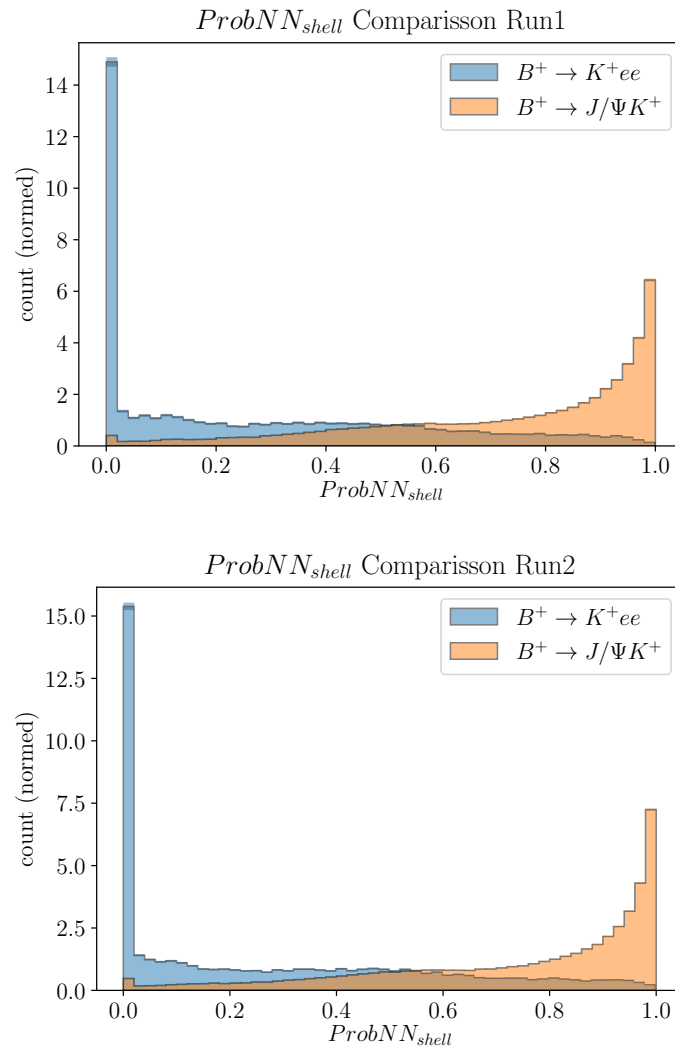 ProbNN_shell Comparisson Run1
count (normed)
14
12
10
8
6
4
2
0
B⁺ → K⁺ee
B⁺ → J/ΨK⁺
0.0 0.2 0.4 0.6 0.8 1.0
ProbNN_shell
ProbNN_shell Comparisson Run2
count (normed)
15.0
12.5
10.0
7.5
5.0
2.5
0.0
B⁺ → K⁺ee
B⁺ → J/ΨK⁺
0.0 0.2 0.4 0.6 0.8 1.0
ProbNN_shell